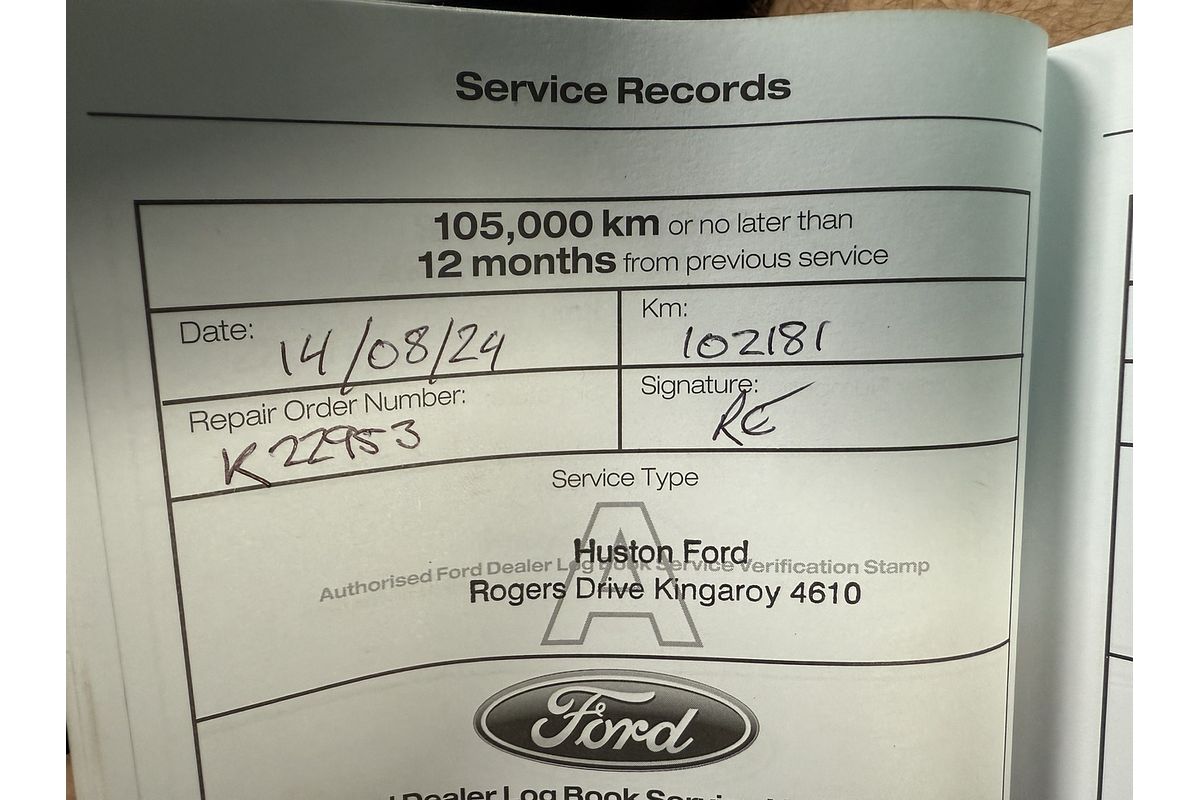 Service Records
105,000 km or no later than
12 months from previous service
Date: 14/08/24
Km: 102181
Repair Order Number: K22953
Signature: RE
Service Type
A
Huston Ford
Authorised Ford Dealer Log Book Service Verification Stamp
Rogers Drive Kingaroy 4610
Ford
Dealer Log Book